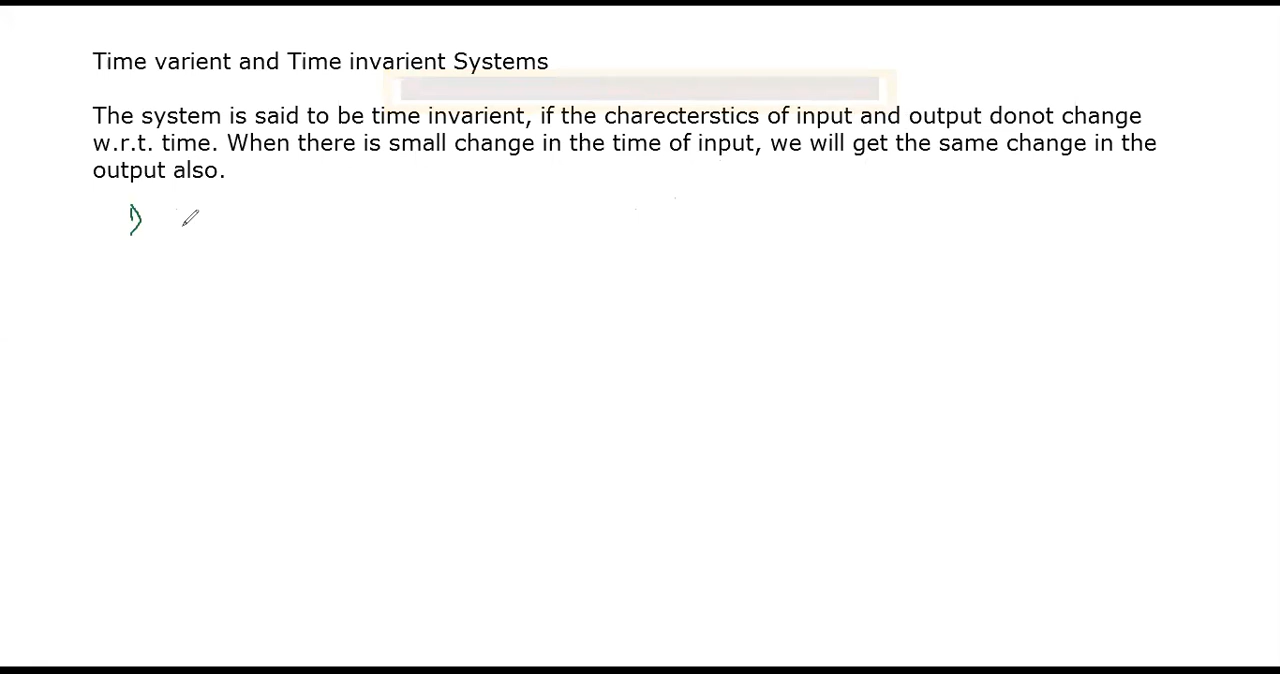 Time varient and Time invarient Systems
The system is said to be time invarient, if the charecterstics of input and output donot change
w.r.t. time. When there is small change in the time of input, we will get the same change in the
output also.